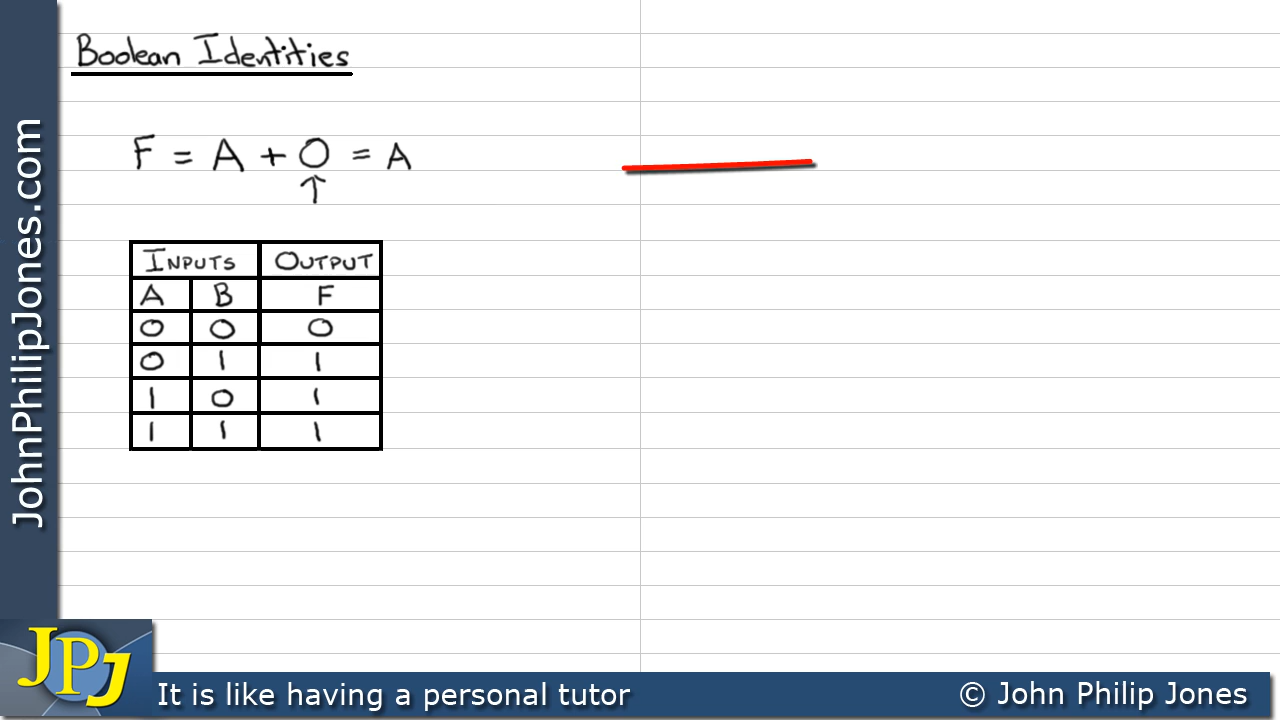 Boolean Identities
F = A + 0 = A
↑
INPUTS OUTPUT
A B F
0 0 0
0 1 1
1 0 1
1 1 1
JohnPhilipJones.com
JPJ
It is like having a personal tutor
© John Philip Jones